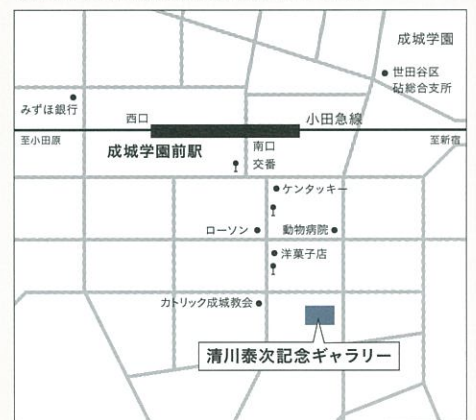 成城学園
世田谷区
砧総合支所
みずほ銀行
西口
小田急線
至小田原
成城学園前駅
南口
至新宿
交番
ケンタッキー
ローソン
動物病院
洋菓子店
カトリック成城教会
清川泰次記念ギャラリー